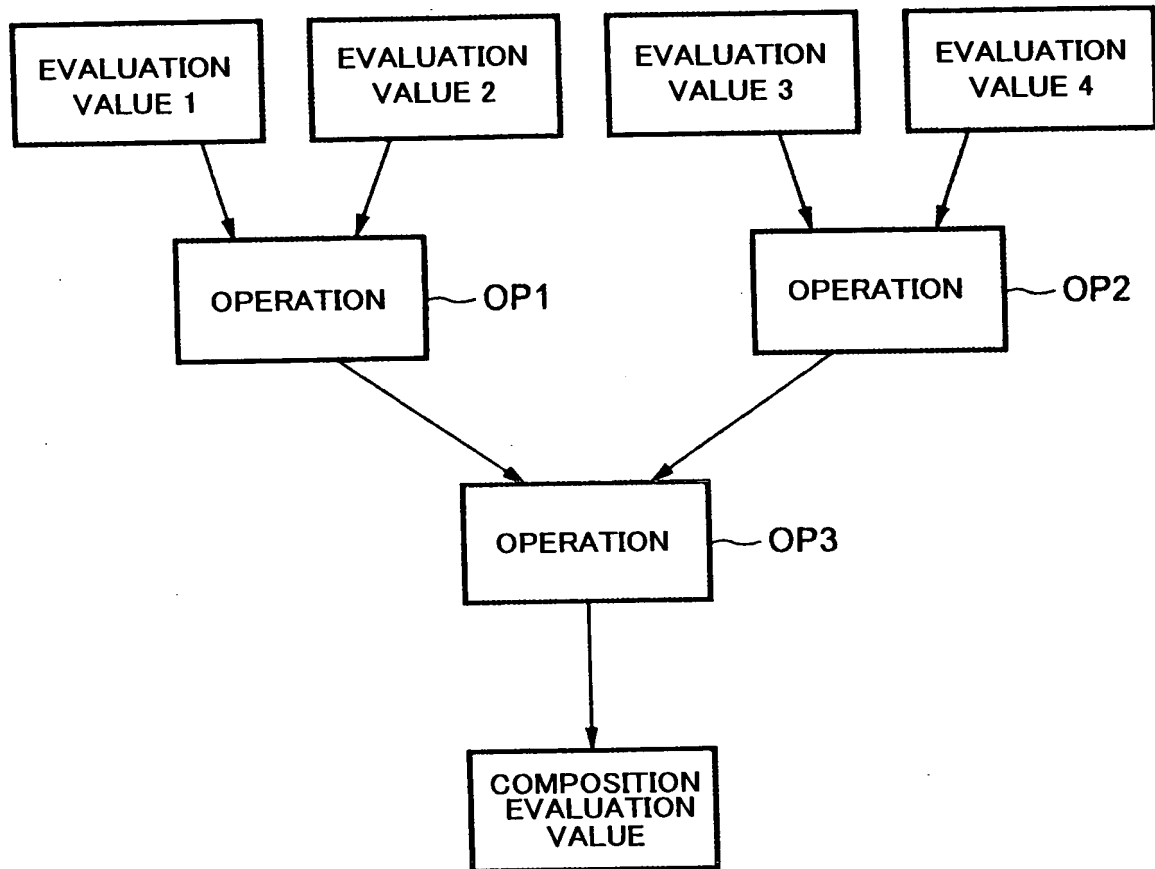 EVALUATION
VALUE 1
EVALUATION
VALUE 2
EVALUATION
VALUE 3
EVALUATION
VALUE 4
OPERATION
OP1
OPERATION
OP2
OPERATION
OP3
COMPOSITION
EVALUATION
VALUE